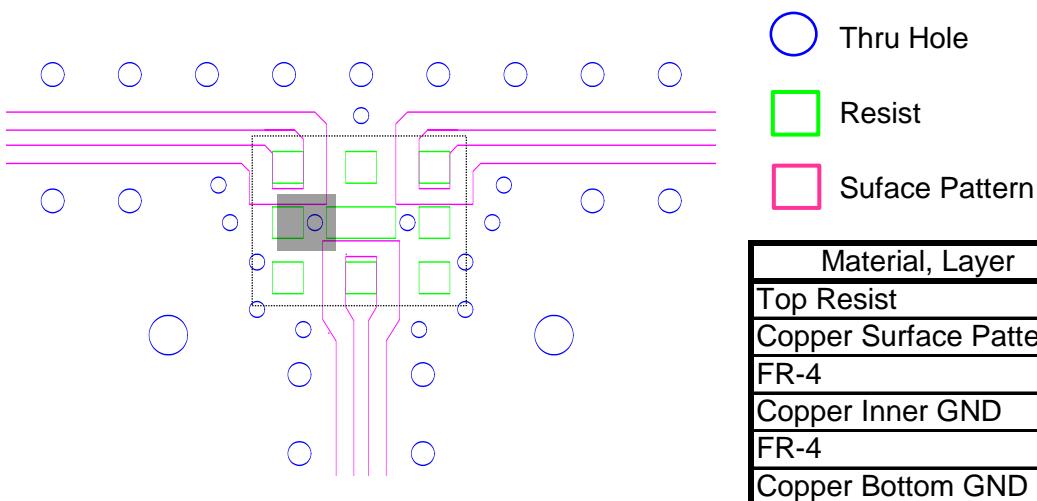 Thru Hole
Resist
Suface Pattern
Material, Layer
Top Resist
Copper Surface Patte
FR-4
Copper Inner GND
FR-4
Copper Bottom GND